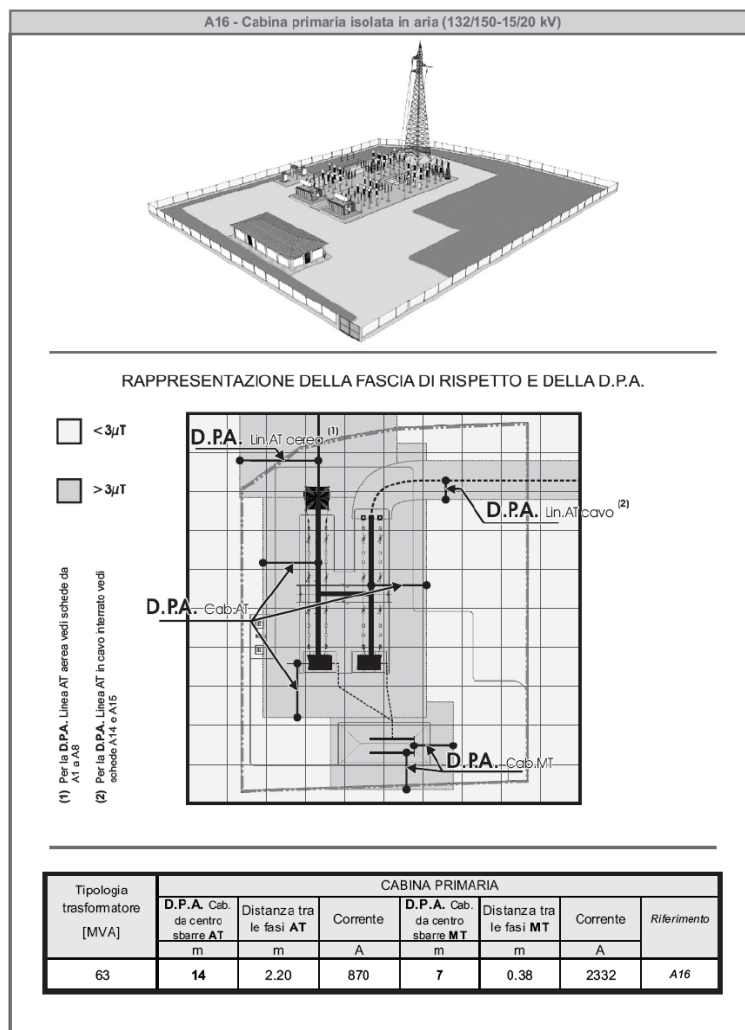 A16 - Cabina primaria isolata in aria (132/150-15/20 kV)
RAPPRESENTAZIONE DELLA FASCIA DI RISPETTO E DELLA D.P.A.
<3μT
>3μT
D.P.A. Lin.AT aerea (1)
D.P.A. Lin.AT cavo (2)
D.P.A. Cab.AT
D.P.A. Cab.MT
(1) Per la D.P.A. Linea AT aerea vedi schede da
A1 a A8
(2) Per la D.P.A. Linea AT in cavo interrato vedi
schede A14 e A15
Tipologia
trasformatore
[MVA]
CABINA PRIMARIA
D.P.A. Cab.
da centro
sbarre AT
Distanza tra
le fasi AT
Corrente
D.P.A. Cab.
da centro
sbarre MT
Distanza tra
le fasi MT
Corrente
Riferimento
m m A m m A
63 14 2.20 870 7 0.38 2332 A16